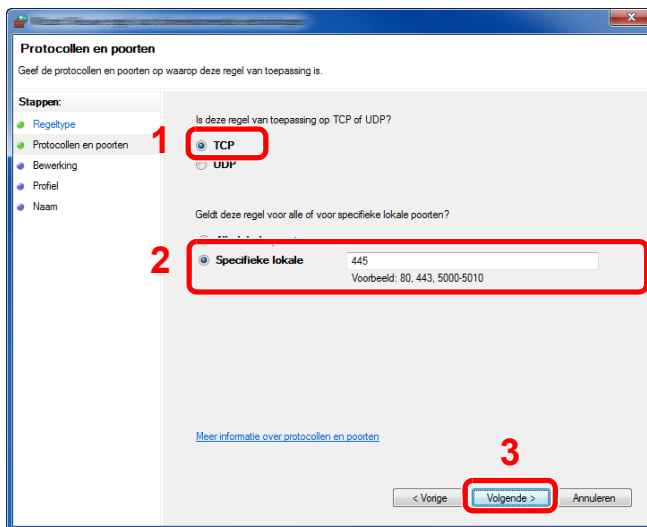 Protocollen en poorten
Geef de protocollen en poorten op waarop deze regel van toepassing is.
Stappen:
Regeltype
Protocollen en poorten
Bewerking
Profiel
Naam
Is deze regel van toepassing op TCP of UDP?
1
TCP
UDP
Geldt deze regel voor alle of voor specifieke lokale poorten?
2
Specifieke lokale 445
Voorbeeld: 80, 443, 5000-5010
Meer informatie over protocollen en poorten
3
< Vorige Volgende > Annuleren